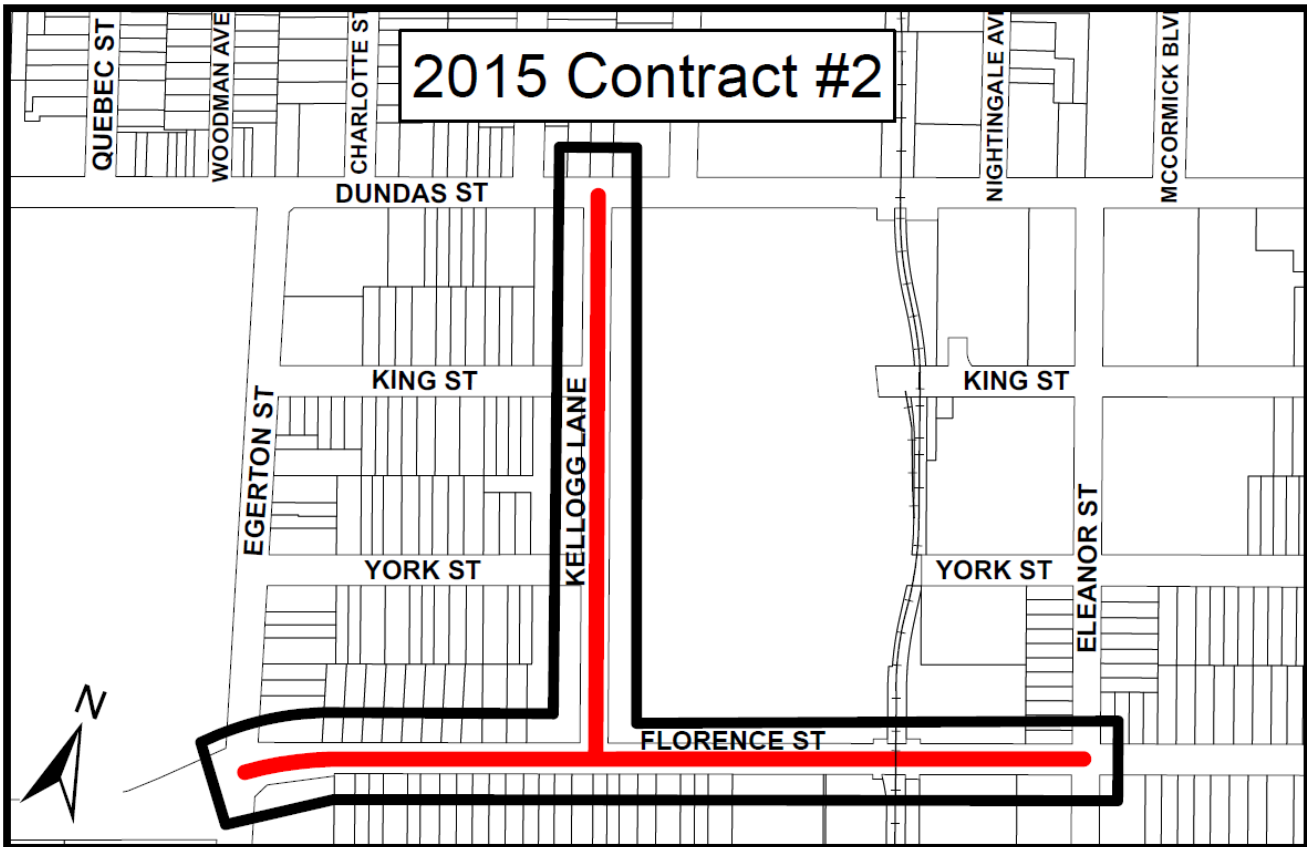 QUEBEC ST
WOODMAN AVE
CHARLOTTE ST
2015 Contract #2
NIGHTINGALE AVE
MCCORMICK BLV
DUNDAS ST
KING ST
KING ST
EGERTON ST
KELLOGG LANE
YORK ST
YORK ST
ELEANOR ST
N
FLORENCE ST